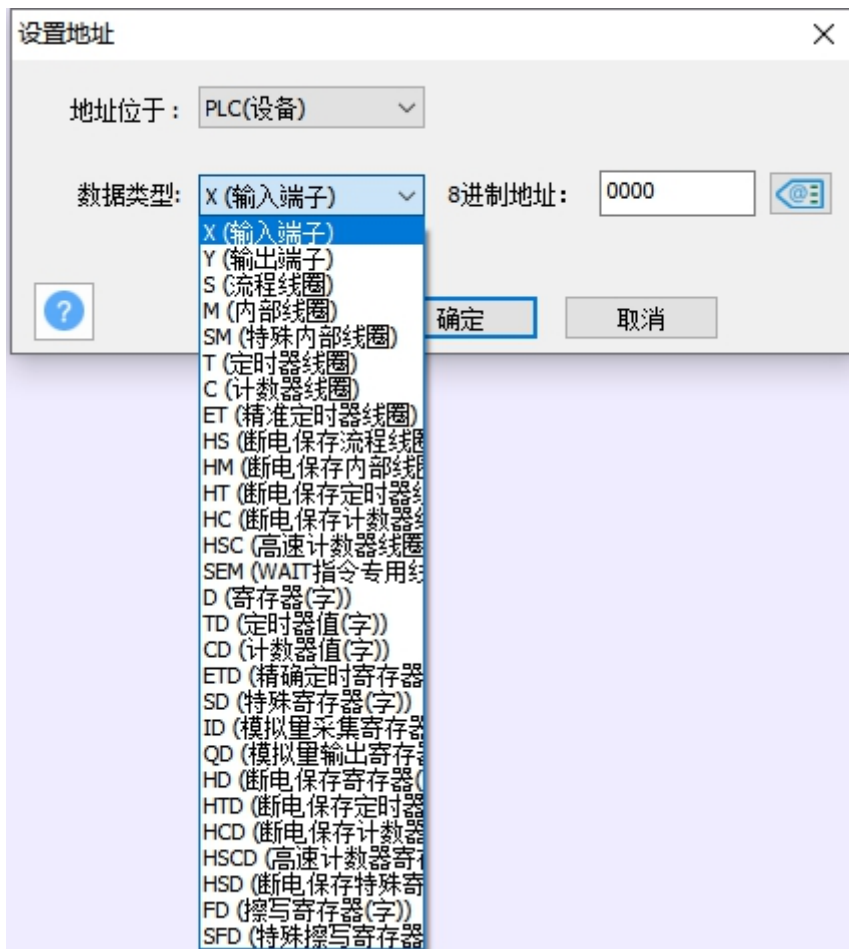 设置地址
地址位于： PLC(设备)
数据类型: X (输入端子) 8进制地址： 0000
X (输入端子)
Y (输出端子)
S (流程线圈)
M (内部线圈)
SM (特殊内部线圈)
T (定时器线圈)
C (计数器线圈)
ET (精准定时器线圈)
HS (断电保存流程线圈
HM (断电保存内部线圈
HT (断电保存定时器线
HC (断电保存计数器线
HSC (高速计数器线圈
SEM (WAIT指令专用线
D (寄存器(字))
TD (定时器值(字))
CD (计数器值(字))
ETD (精确定时寄存器
SD (特殊寄存器(字))
ID (模拟量采集寄存器
QD (模拟量输出寄存器
HD (断电保存寄存器(
HTD (断电保存定时器
HCD (断电保存计数器
HSCD (高速计数器寄存
HSD (断电保存特殊寄
FD (擦写寄存器(字))
SFD (特殊擦写寄存器
确定 取消